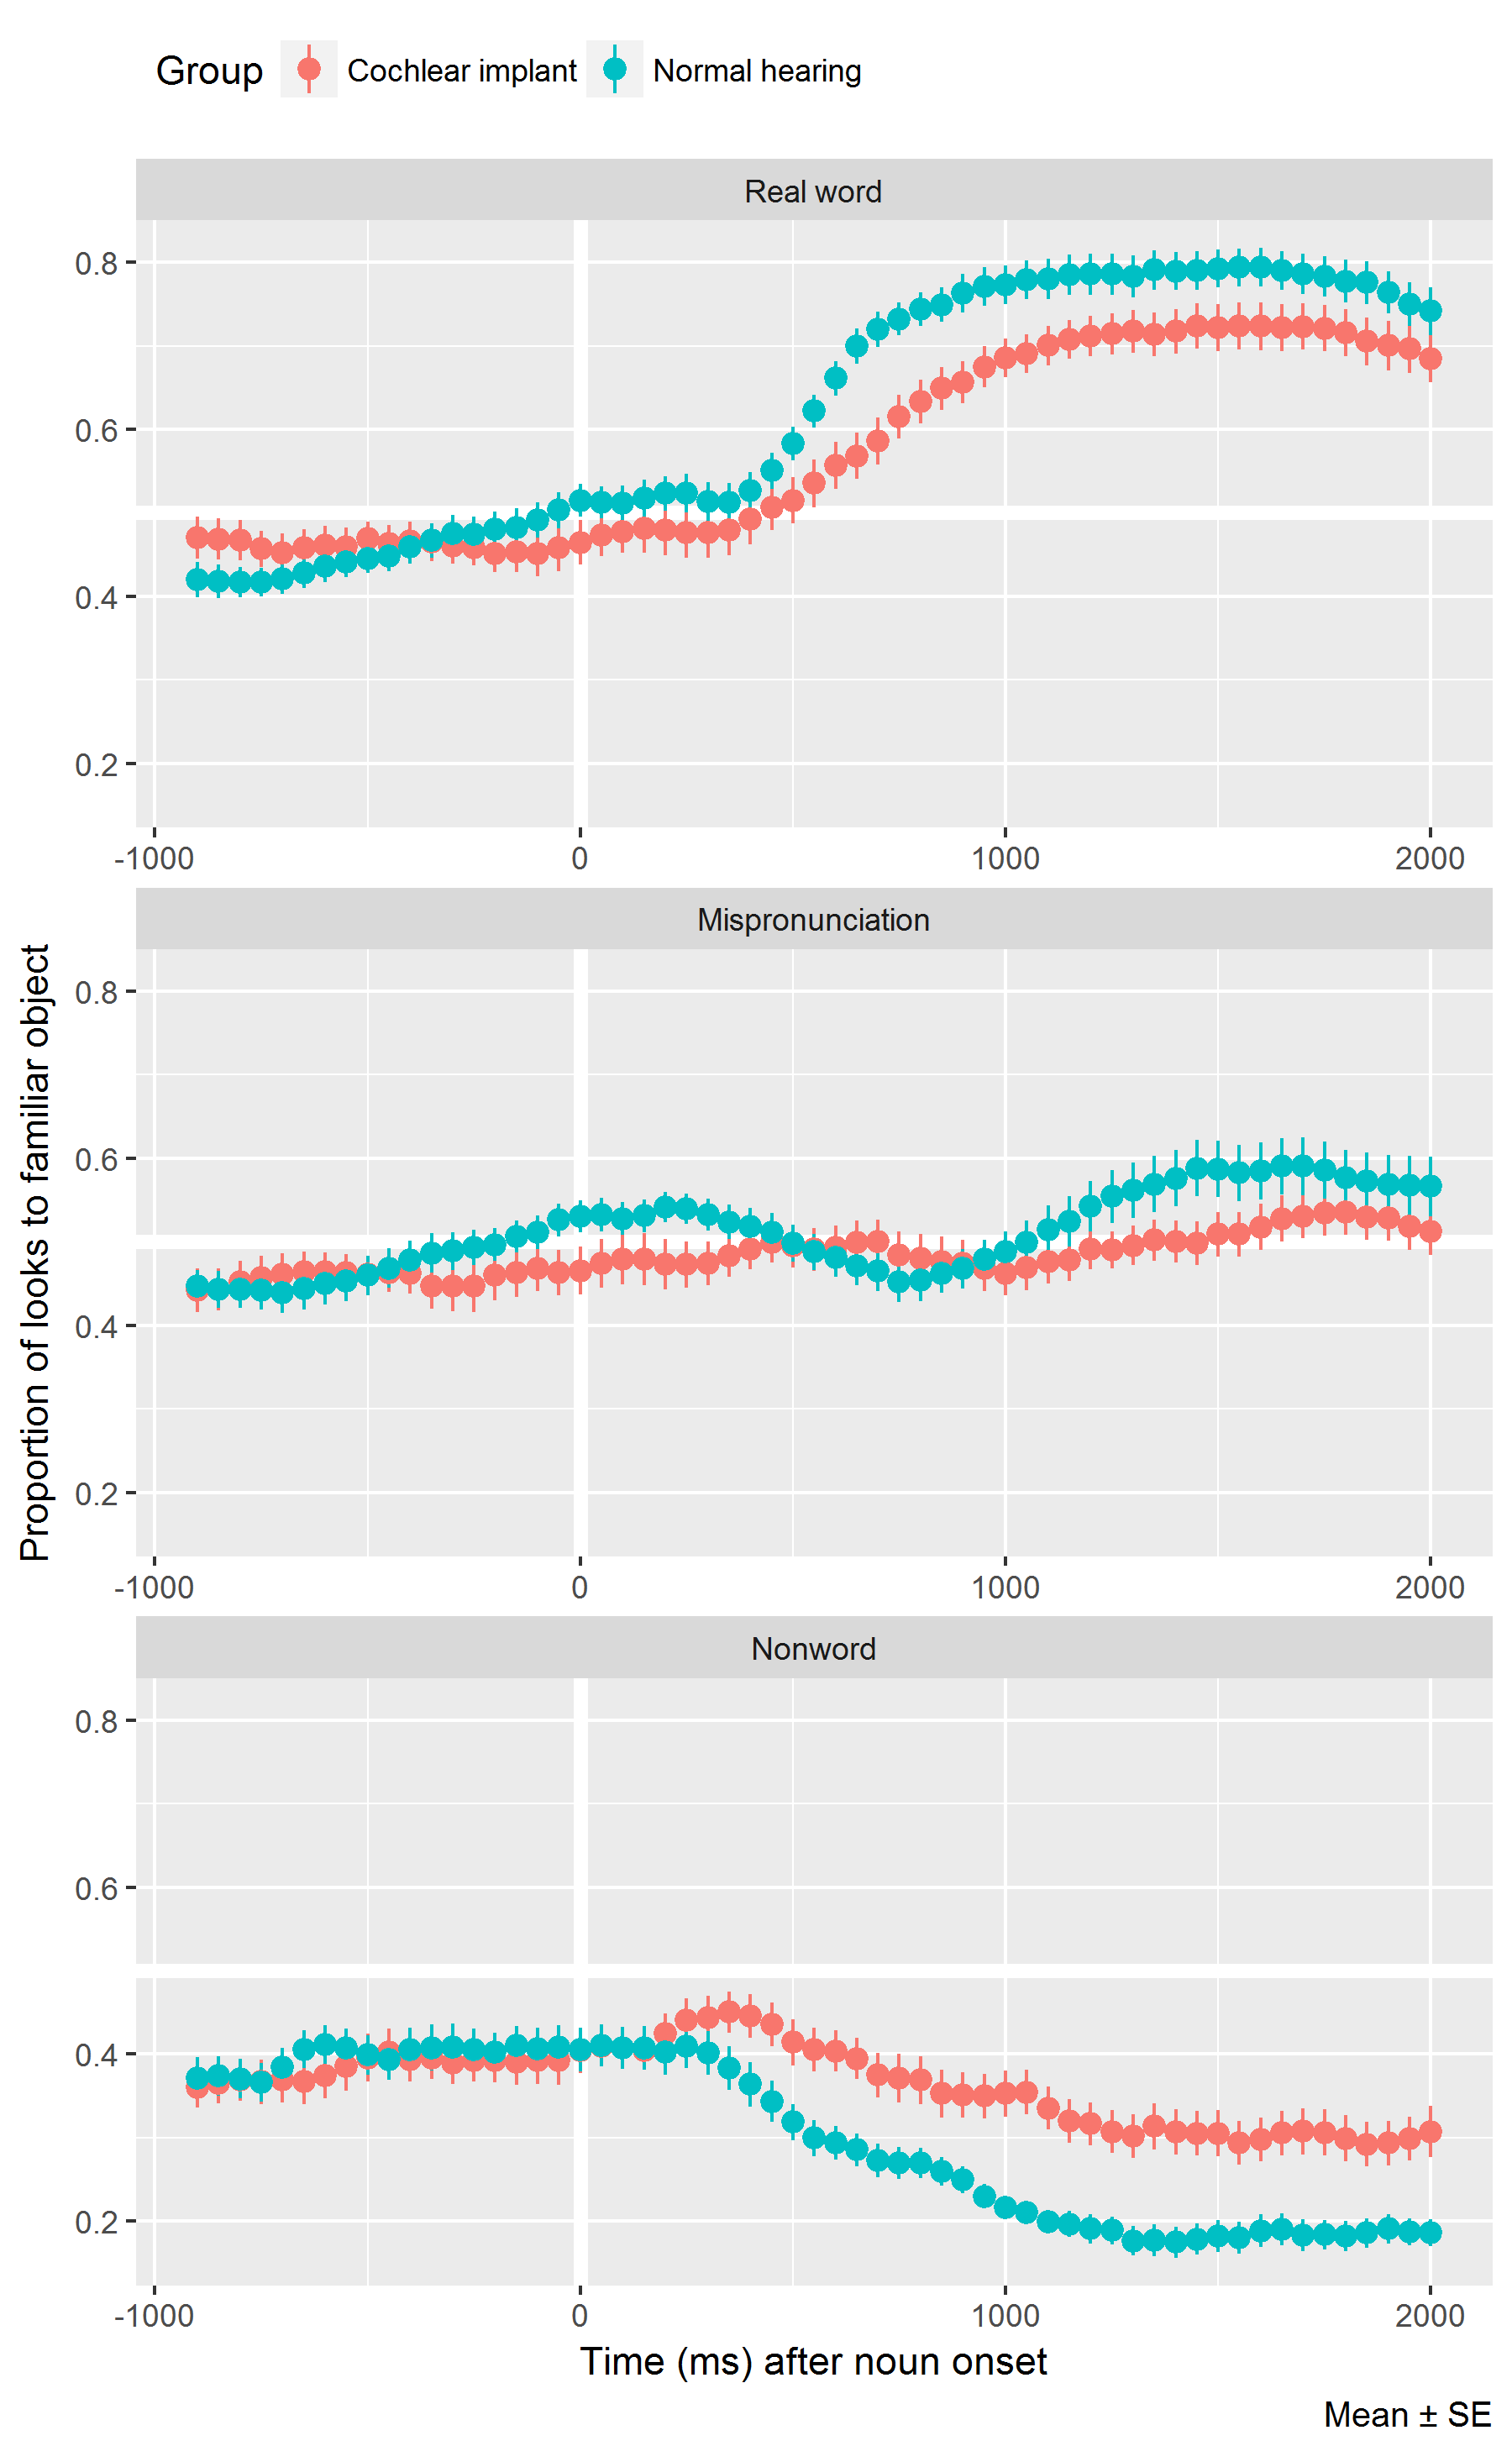 Group Cochlear implant Normal hearing
Real word
0.8
0.6
0.4
0.2
-1000 0 1000 2000
Mispronunciation
0.8
0.6
0.4
0.2
-1000 0 1000 2000
Nonword
0.8
0.6
0.4
0.2
-1000 0 1000 2000
Proportion of looks to familiar object
Time (ms) after noun onset
Mean ± SE